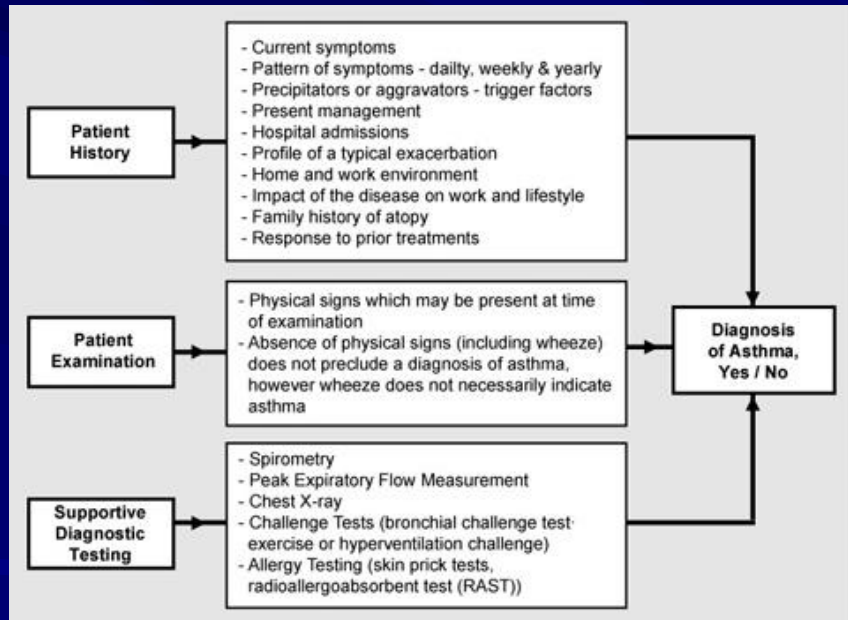 Patient
History
- Current symptoms
- Pattern of symptoms - dailty, weekly & yearly
- Precipitators or aggravators - trigger factors
- Present management
- Hospital admissions
- Profile of a typical exacerbation
- Home and work environment
- Impact of the disease on work and lifestyle
- Family history of atopy
- Response to prior treatments
Patient
Examination
- Physical signs which may be present at time
of examination
- Absence of physical signs (including wheeze)
does not preclude a diagnosis of asthma,
however wheeze does not necessarily indicate
asthma
Supportive
Diagnostic
Testing
- Spirometry
- Peak Expiratory Flow Measurement
- Chest X-ray
- Challenge Tests (bronchial challenge test·
exercise or hyperventilation challenge)
- Allergy Testing (skin prick tests,
radioallergoabsorbent test (RAST))
Diagnosis
of Asthma,
Yes / No